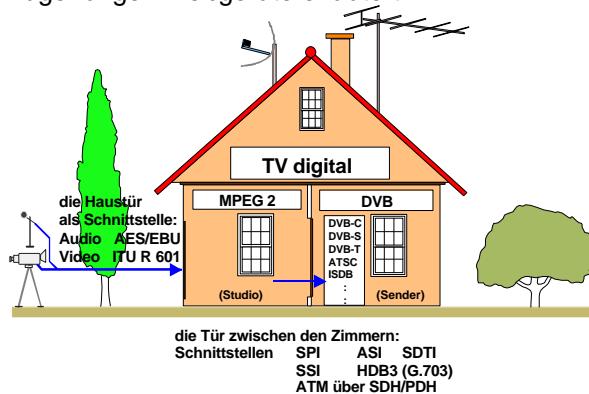 TV digital
MPEG 2
DVB
die Haustür
als Schnittstelle:
Audio AES/EBU
Video ITU R 601
DVB-C
DVB-S
DVB-T
ATSC
ISDB
:
:
(Studio)
(Sender)
die Tür zwischen den Zimmern:
Schnittstellen SPI ASI SDTI
SSI HDB3 (G.703)
ATM über SDH/PDH